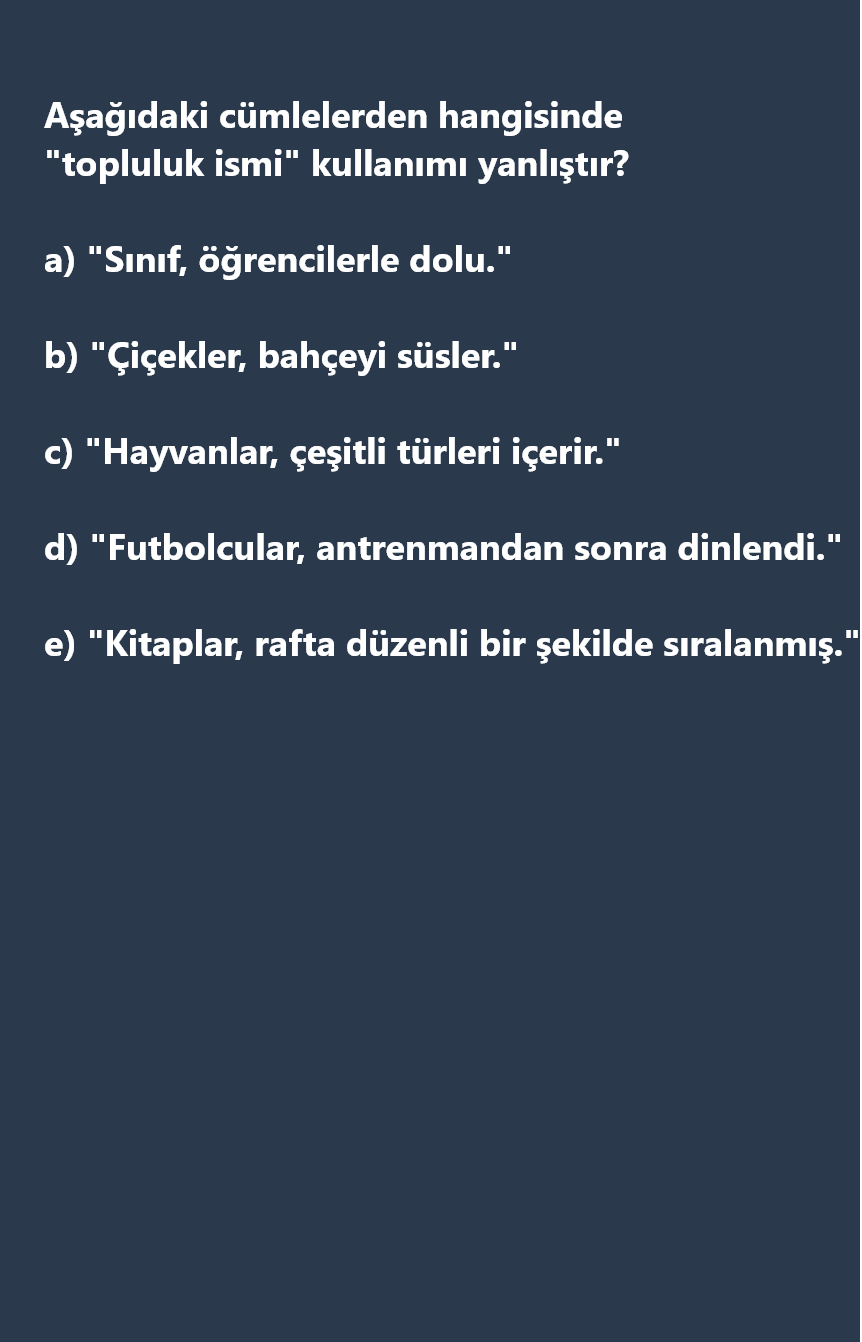 Aşağıdaki cümlelerden hangisinde
"topluluk ismi" kullanımı yanlıştır?
a) "Sınıf, öğrencilerle dolu."
b) "Çiçekler, bahçeyi süsler."
c) "Hayvanlar, çeşitli türleri içerir."
d) "Futbolcular, antrenmandan sonra dinlendi."
e) "Kitaplar, rafta düzenli bir şekilde sıralanmış."